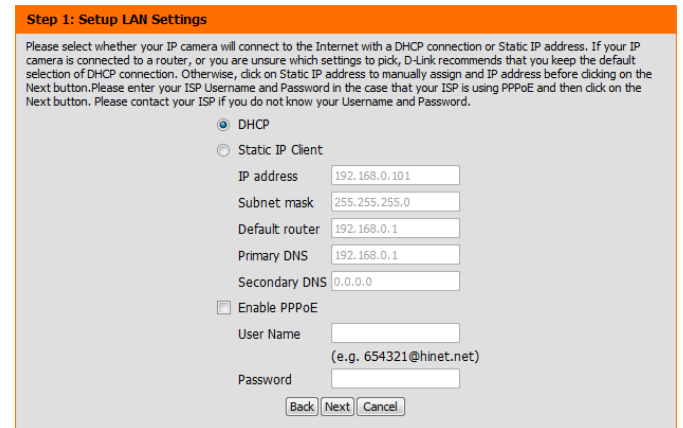 Step 1: Setup LAN Settings
Please select whether your IP camera will connect to the Internet with a DHCP connection or Static IP address. If your IP
camera is connected to a router, or you are unsure which settings to pick, D-Link recommends that you keep the default
selection of DHCP connection. Otherwise, click on Static IP address to manually assign and IP address before clicking on the
Next button.Please enter your ISP Username and Password in the case that your ISP is using PPPoE and then click on the
Next button. Please contact your ISP if you do not know your Username and Password.
DHCP
Static IP Client
IP address 192.168.0.101
Subnet mask 255.255.255.0
Default router 192.168.0.1
Primary DNS 192.168.0.1
Secondary DNS 0.0.0.0
Enable PPPoE
User Name
(e.g. 654321@hinet.net)
Password
Back Next Cancel